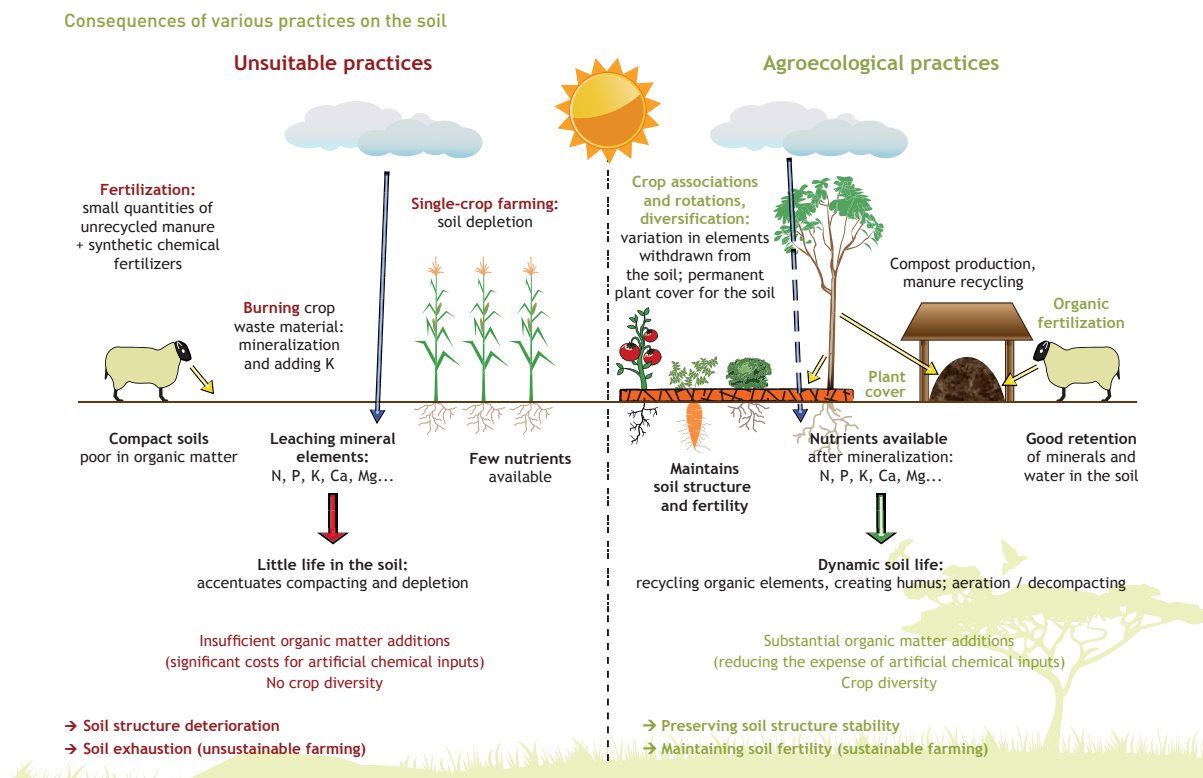 Consequences of various practices on the soil
Unsuitable practices
Fertilization:
small quantities of
unrecycled manure
+ synthetic chemical
fertilizers
Burning crop
waste material:
mineralization
and adding K
Single-crop farming:
soil depletion
Compact soils
poor in organic matter
Leaching mineral
elements:
N, P, K, Ca, Mg...
Few nutrients
available
Little life in the soil:
accentuates compacting and depletion
Insufficient organic matter additions
(significant costs for artificial chemical inputs)
No crop diversity
→ Soil structure deterioration
→ Soil exhaustion (unsustainable farming)
Agroecological practices
Crop associations
and rotations,
diversification:
variation in elements
withdrawn from
the soil; permanent
plant cover for the soil
Compost production,
manure recycling
Organic
fertilization
Plant
cover
Maintains
soil structure
and fertility
Nutrients available
after mineralization:
N, P, K, Ca, Mg...
Good retention
of minerals and
water in the soil
Dynamic soil life:
recycling organic elements, creating humus; aeration / decompacting
Substantial organic matter additions
(reducing the expense of artificial chemical inputs)
Crop diversity
→ Preserving soil structure stability
→ Maintaining soil fertility (sustainable farming)